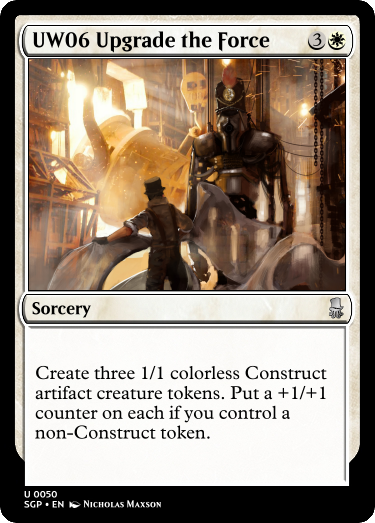 UW06 Upgrade the Force 3
Sorcery
Create three 1/1 colorless Construct
artifact creature tokens. Put a +1/+1
counter on each if you control a
non-Construct token.
U 0050
SGP • EN Nicholas Maxson